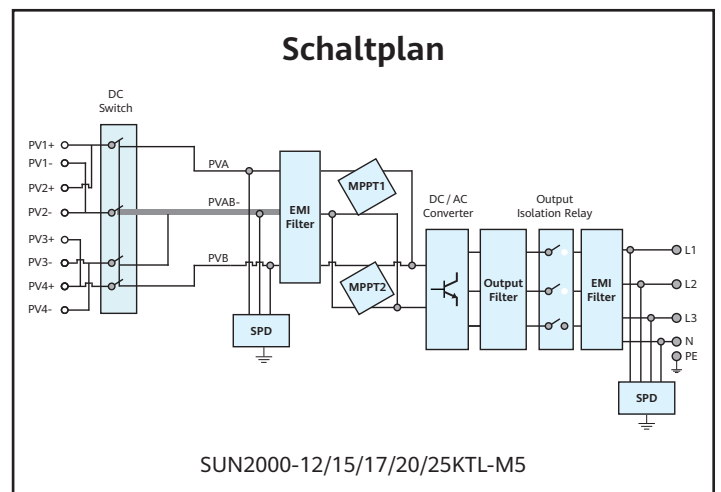 Schaltplan
DC
Switch
PV1+
PV1-
PV2+
PV2-
PV3+
PV3-
PV4+
PV4-
PVA
PVAB-
PVB
EMI
Filter
SPD
MPPT1
MPPT2
DC / AC
Converter
Output
Filter
Output
Isolation Relay
EMI
Filter
L1
L2
L3
N
PE
SPD
SUN2000-12/15/17/20/25KTL-M5